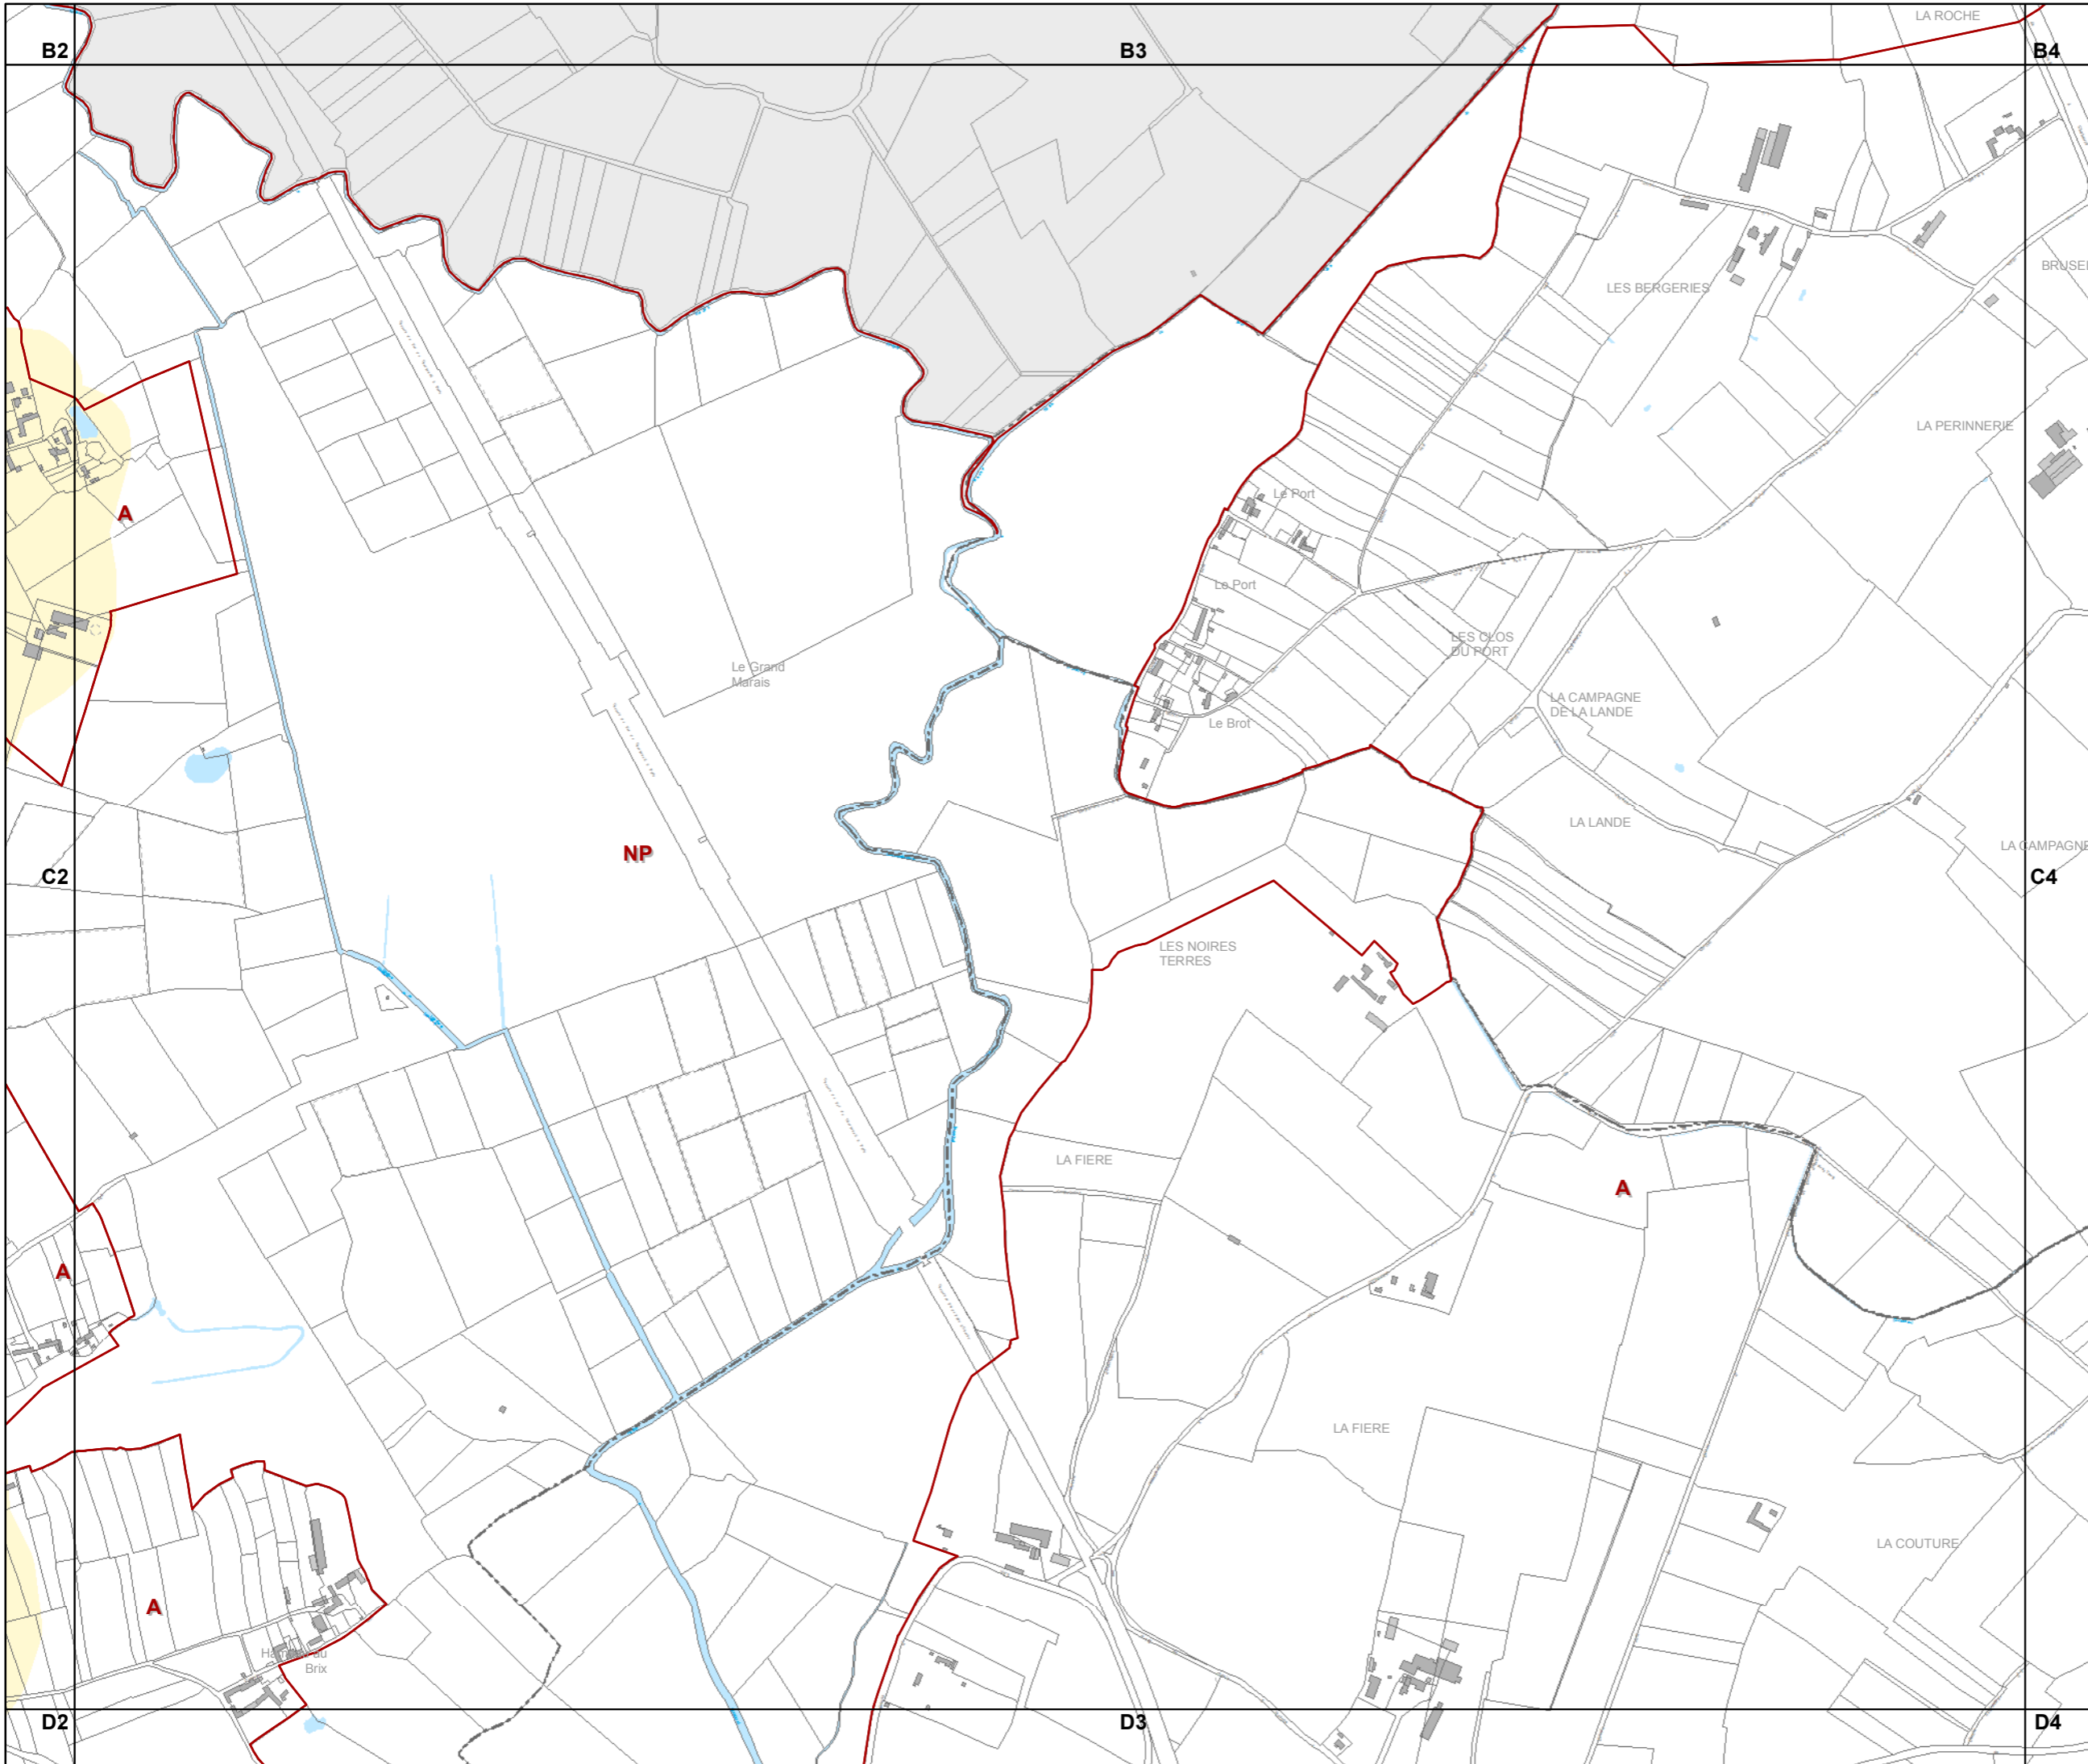 LA ROCHE
B2
B3
B4
BRUSE
LES BERGERIES
LA PERINNERIE
Le Port
A
Le Port
LES CLOS
DU PORT
Le Grand
Marais
LA CAMPAGNE
DE LA LANDE
Le Brot
LA LANDE
NP
LA CAMPAGNE
C2
C4
LES NOIRES
TERRES
LA FIERE
A
A
LA FIERE
LA COUTURE
A
Brix
D2
D3
D4